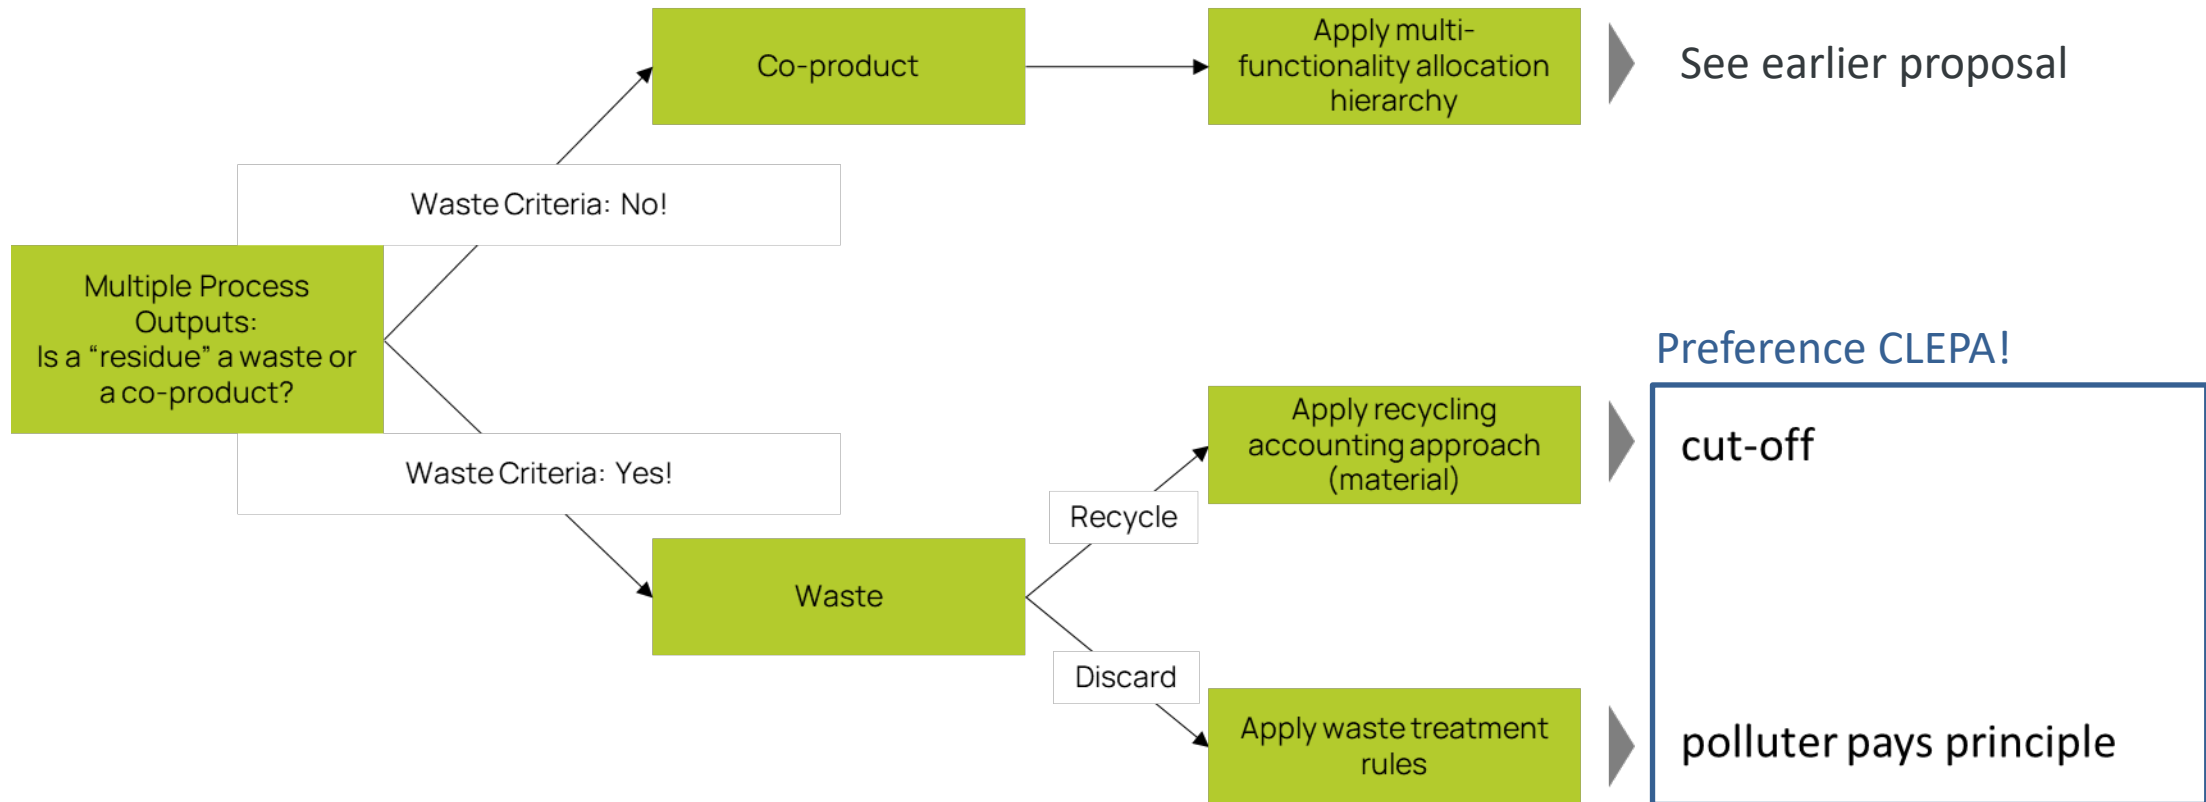 Co-product
Apply multi-
functionality allocation
hierarchy
See earlier proposal
Waste Criteria: No!
Multiple Process
Outputs:
Is a “residue” a waste or
a co-product?
Waste Criteria: Yes!
Waste
Recycle
Discard
Apply recycling
accounting approach
(material)
Apply waste treatment
rules
Preference CLEPA!
cut-off
polluter pays principle